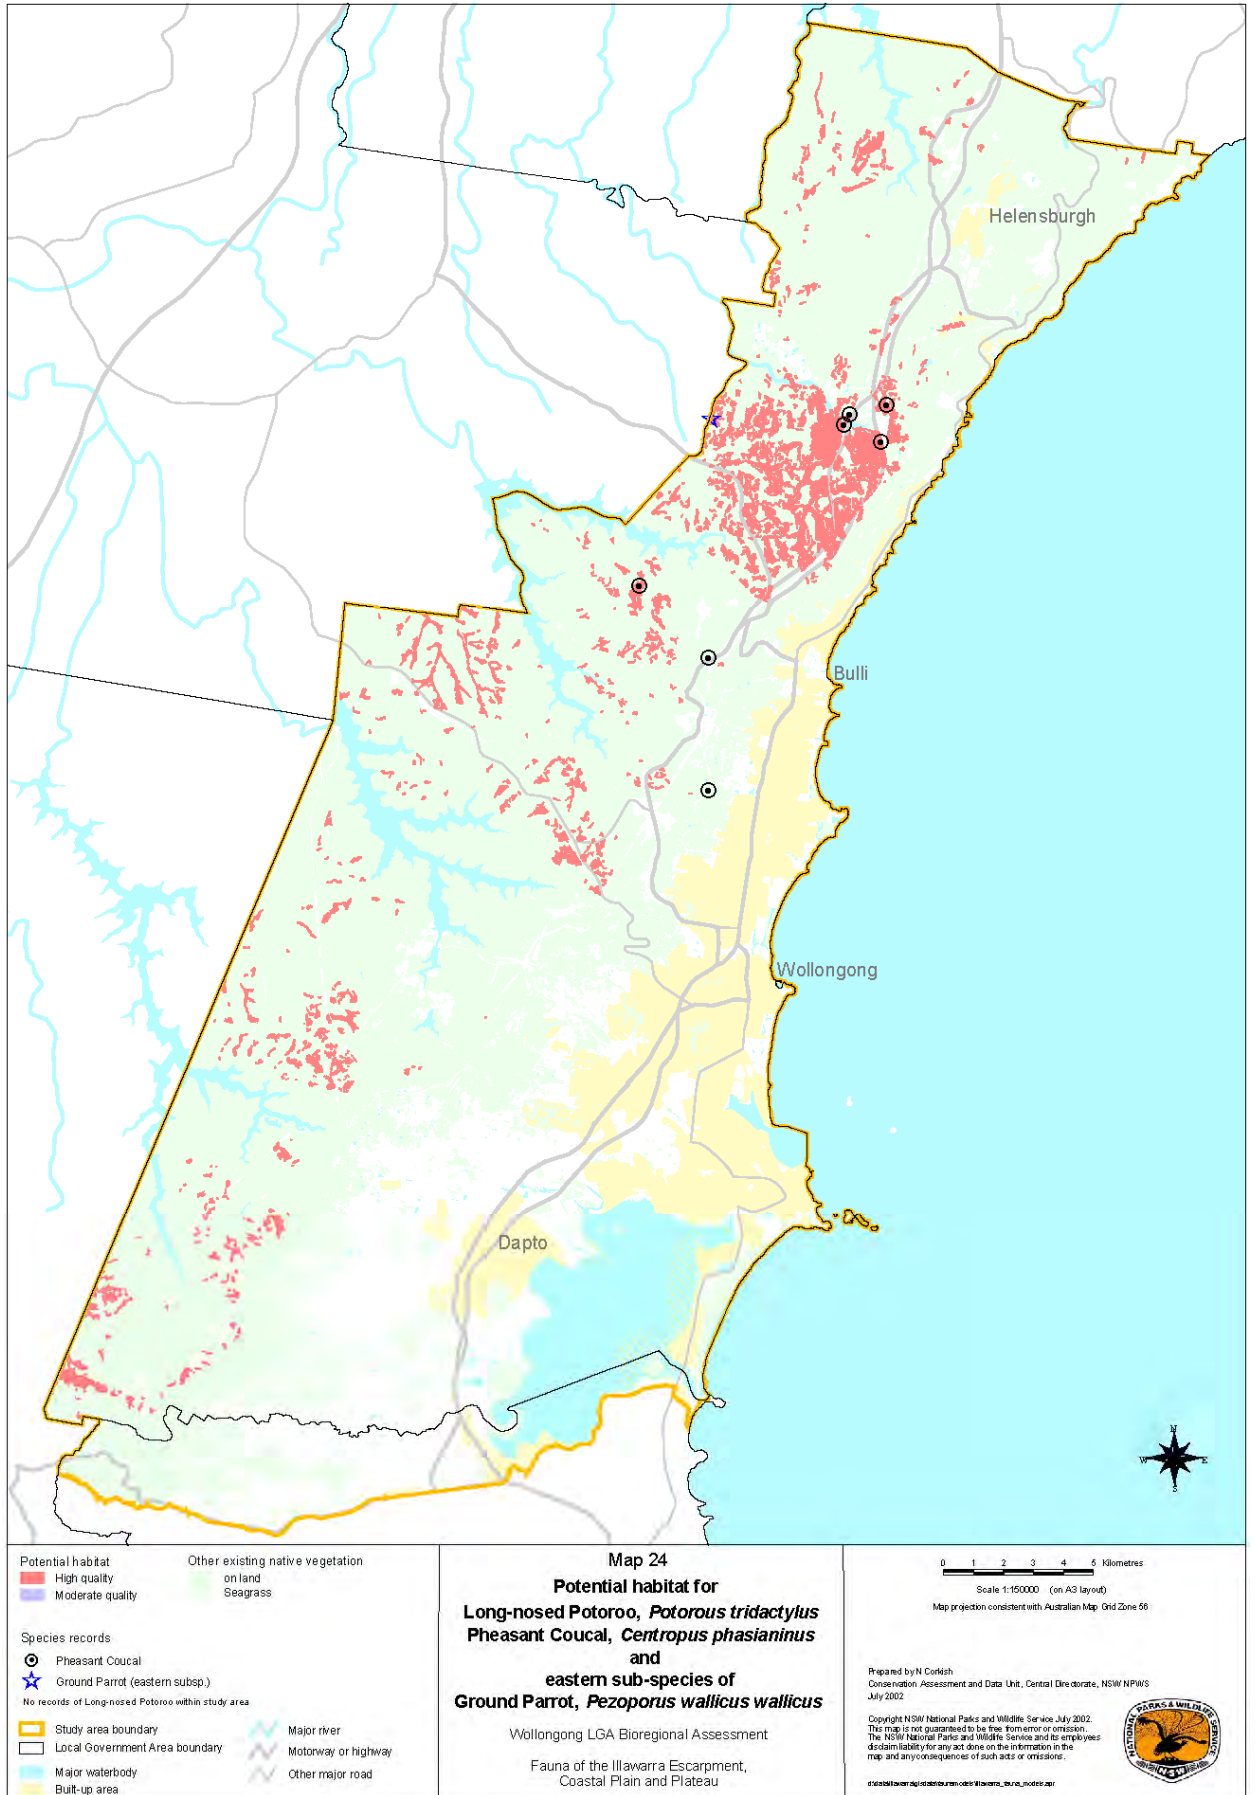 Helensburgh
Bulli
Wollongong
Dapto
N
W E
S
Potential habitat
High quality
Moderate quality
Other existing native vegetation
on land
Seagrass
Species records
Pheasant Coucal
Ground Parrot (eastern subsp.)
No records of Long-nosed Potoroo within study area
Study area boundary
Local Government Area boundary
Major waterbody
Built-up area
Major river
Motorway or highway
Other major road
Map 24
Potential habitat for
Long-nosed Potoroo, Potorous tridactylus
Pheasant Coucal, Centropus phasianinus
and
eastern sub-species of
Ground Parrot, Pezoporus wallicus wallicus
Wollongong LGA Bioregional Assessment
Fauna of the Illawarra Escarpment,
Coastal Plain and Plateau
0 1 2 3 4 5 Kilometres
Scale 1:150000 (on A3 layout)
Map projection consistent with Australian Map Grid Zone 56
Prepared by N Corkish
Conservation Assessment and Data Unit, Central Directorate, NSW NPWS
July 2002
Copyright NSW National Parks and Wildlife Service July 2002.
This map is not guaranteed to be free from error or omission.
The NSW National Parks and Wildlife Service and its employees
disclaim liability for any act done on the information in the
map and any consequences of such acts or omissions.
NATIONAL PARKS & WILDLIFE SERVICE
NSW